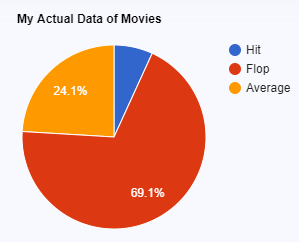 My Actual Data of Movies
Hit
Flop
Average
24.1%
69.1%